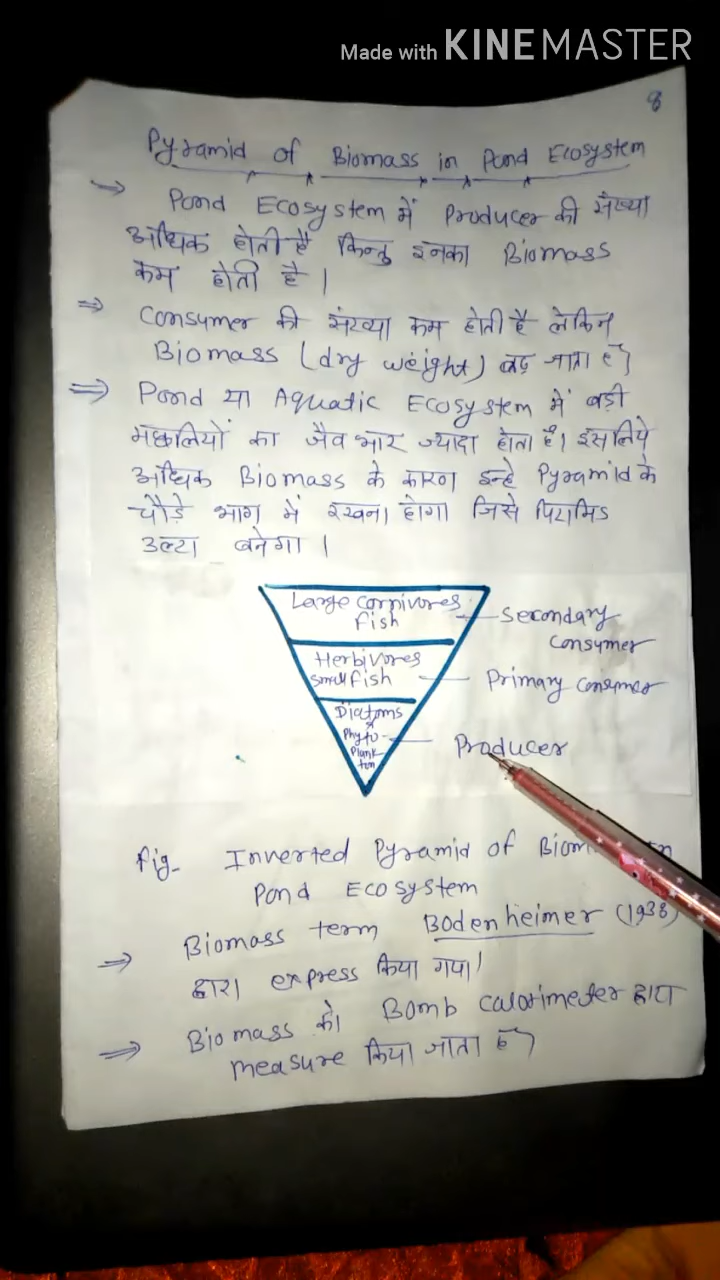 Made with KINEMASTER
8
Pyramid of Biomass in Pond Ecosystem
⇒ Pond Ecosystem में Producer की संख्या
अधिक होती है किन्तु इनका Biomass
कम होती है।
⇒ Consumer की संख्या कम होती है लेकिन
Biomass (dry weight) बढ़ जाता है
⇒ Pond या Aquatic Ecosystem में बड़ी
मछलियों का जैव भार ज्यादा होता है। इसलिये
अधिक Biomass के कारण इन्हे Pyramid के
चौड़े भाग में रखना होगा जिसे पिरामिड
उल्टा बनेगा।
Large carnivores
fish
Secondary
consumer
Herbivores
small fish
Primary consumer
Diatoms
Phyto-
Plank
ton
Producer
fig- Inverted Pyramid of in
Pond Ecosystem
⇒ Biomass term Bodenheimer (1938)
द्वारा express किया गया।
⇒ Biomass को Bomb calorimeter द्वारा
measure किया जाता है